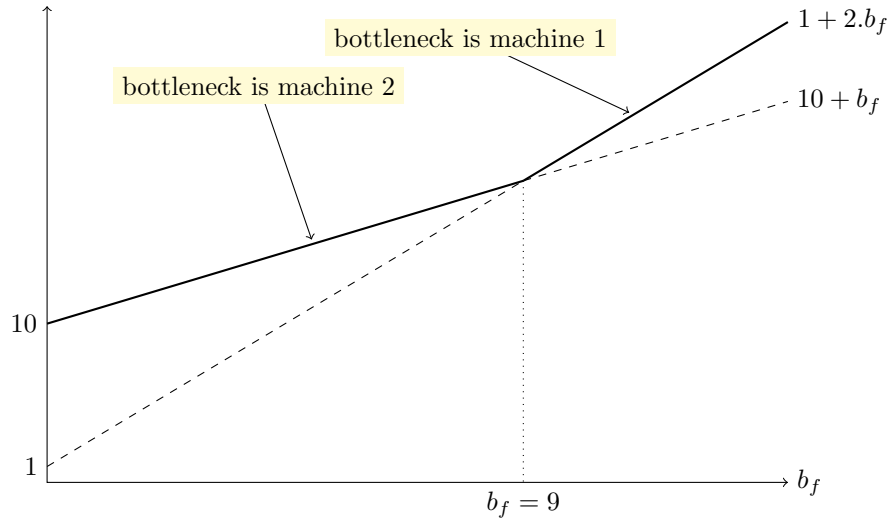 1 + 2.b_f
bottleneck is machine 1
bottleneck is machine 2
10 + b_f
10
1
b_f
b_f = 9